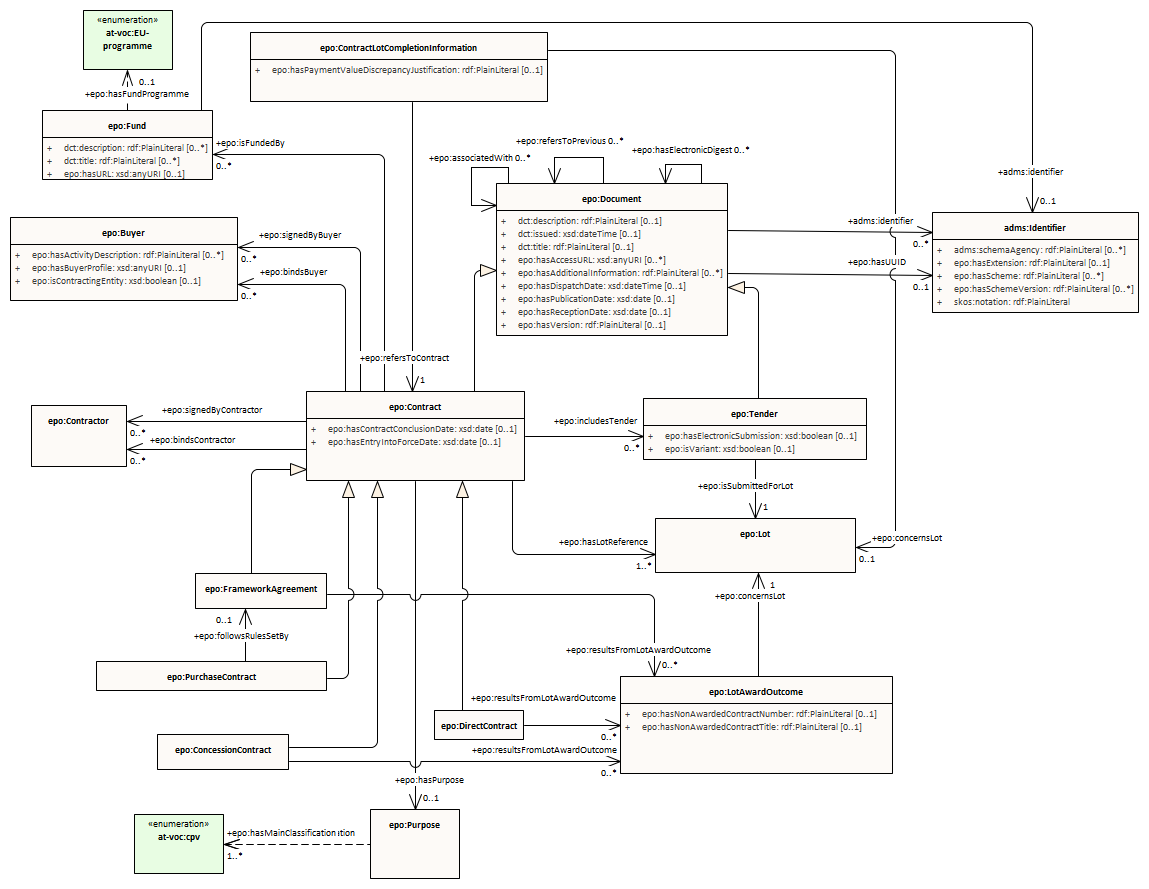 «enumeration»
at-voc:EU-
programme
0..1
+epo:hasFundProgramme
epo:Fund
+ dct:description: rdf:PlainLiteral [0..*]
+ dct:title: rdf:PlainLiteral [0..*]
+ epo:hasURL: xsd:anyURI [0..1]
epo:ContractLotCompletionInformation
+ epo:hasPaymentValueDiscrepancyJustification: rdf:PlainLiteral [0..1]
+epo:isFundedBy
0..*
+epo:refersToPrevious 0..*
+epo:associatedWith 0..*
+epo:hasElectronicDigest 0..*
+adms:identifier
0..1
epo:Buyer
+ epo:hasActivityDescription: rdf:PlainLiteral [0..*]
+ epo:hasBuyerProfile: xsd:anyURI [0..1]
+ epo:isContractingEntity: xsd:boolean [0..1]
+epo:signedByBuyer
0..*
+epo:bindsBuyer
0..*
epo:Document
+ dct:description: rdf:PlainLiteral [0..1]
+ dct:issued: xsd:dateTime [0..1]
+ dct:title: rdf:PlainLiteral [0..1]
+ epo:hasAccessURL: xsd:anyURI [0..*]
+ epo:hasAdditionalInformation: rdf:PlainLiteral [0..*]
+ epo:hasDispatchDate: xsd:dateTime [0..1]
+ epo:hasPublicationDate: xsd:date [0..1]
+ epo:hasReceptionDate: xsd:date [0..1]
+ epo:hasVersion: rdf:PlainLiteral [0..1]
+adms:identifier
0..*
+epo:hasUUID
0..1
adms:Identifier
+ adms:schemaAgency: rdf:PlainLiteral [0..*]
+ epo:hasExtension: rdf:PlainLiteral [0..1]
+ epo:hasScheme: rdf:PlainLiteral [0..*]
+ epo:hasSchemeVersion: rdf:PlainLiteral [0..*]
+ skos:notation: rdf:PlainLiteral
+epo:refersToContract
1
epo:Contractor
+epo:signedByContractor
0..*
+epo:bindsContractor
0..*
epo:Contract
+ epo:hasContractConclusionDate: xsd:date [0..1]
+ epo:hasEntryIntoForceDate: xsd:date [0..1]
+epo:includesTender
0..*
epo:Tender
+ epo:hasElectronicSubmission: xsd:boolean [0..1]
+ epo:isVariant: xsd:boolean [0..1]
+epo:isSubmittedForLot
1
epo:Lot
+epo:hasLotReference
1..*
+epo:concernsLot
0..1
1
+epo:concernsLot
epo:FrameworkAgreement
0..1
+epo:followsRulesSetBy
+epo:resultsFromLotAwardOutcome
0..*
epo:PurchaseContract
epo:LotAwardOutcome
+ epo:hasNonAwardedContractNumber: rdf:PlainLiteral [0..1]
+ epo:hasNonAwardedContractTitle: rdf:PlainLiteral [0..1]
+epo:resultsFromLotAwardOutcome
0..*
epo:DirectContract
epo:ConcessionContract
+epo:resultsFromLotAwardOutcome
0..*
+epo:hasPurpose
0..1
«enumeration»
at-voc:cpv
+epo:hasMainClassification
1..*
epo:Purpose